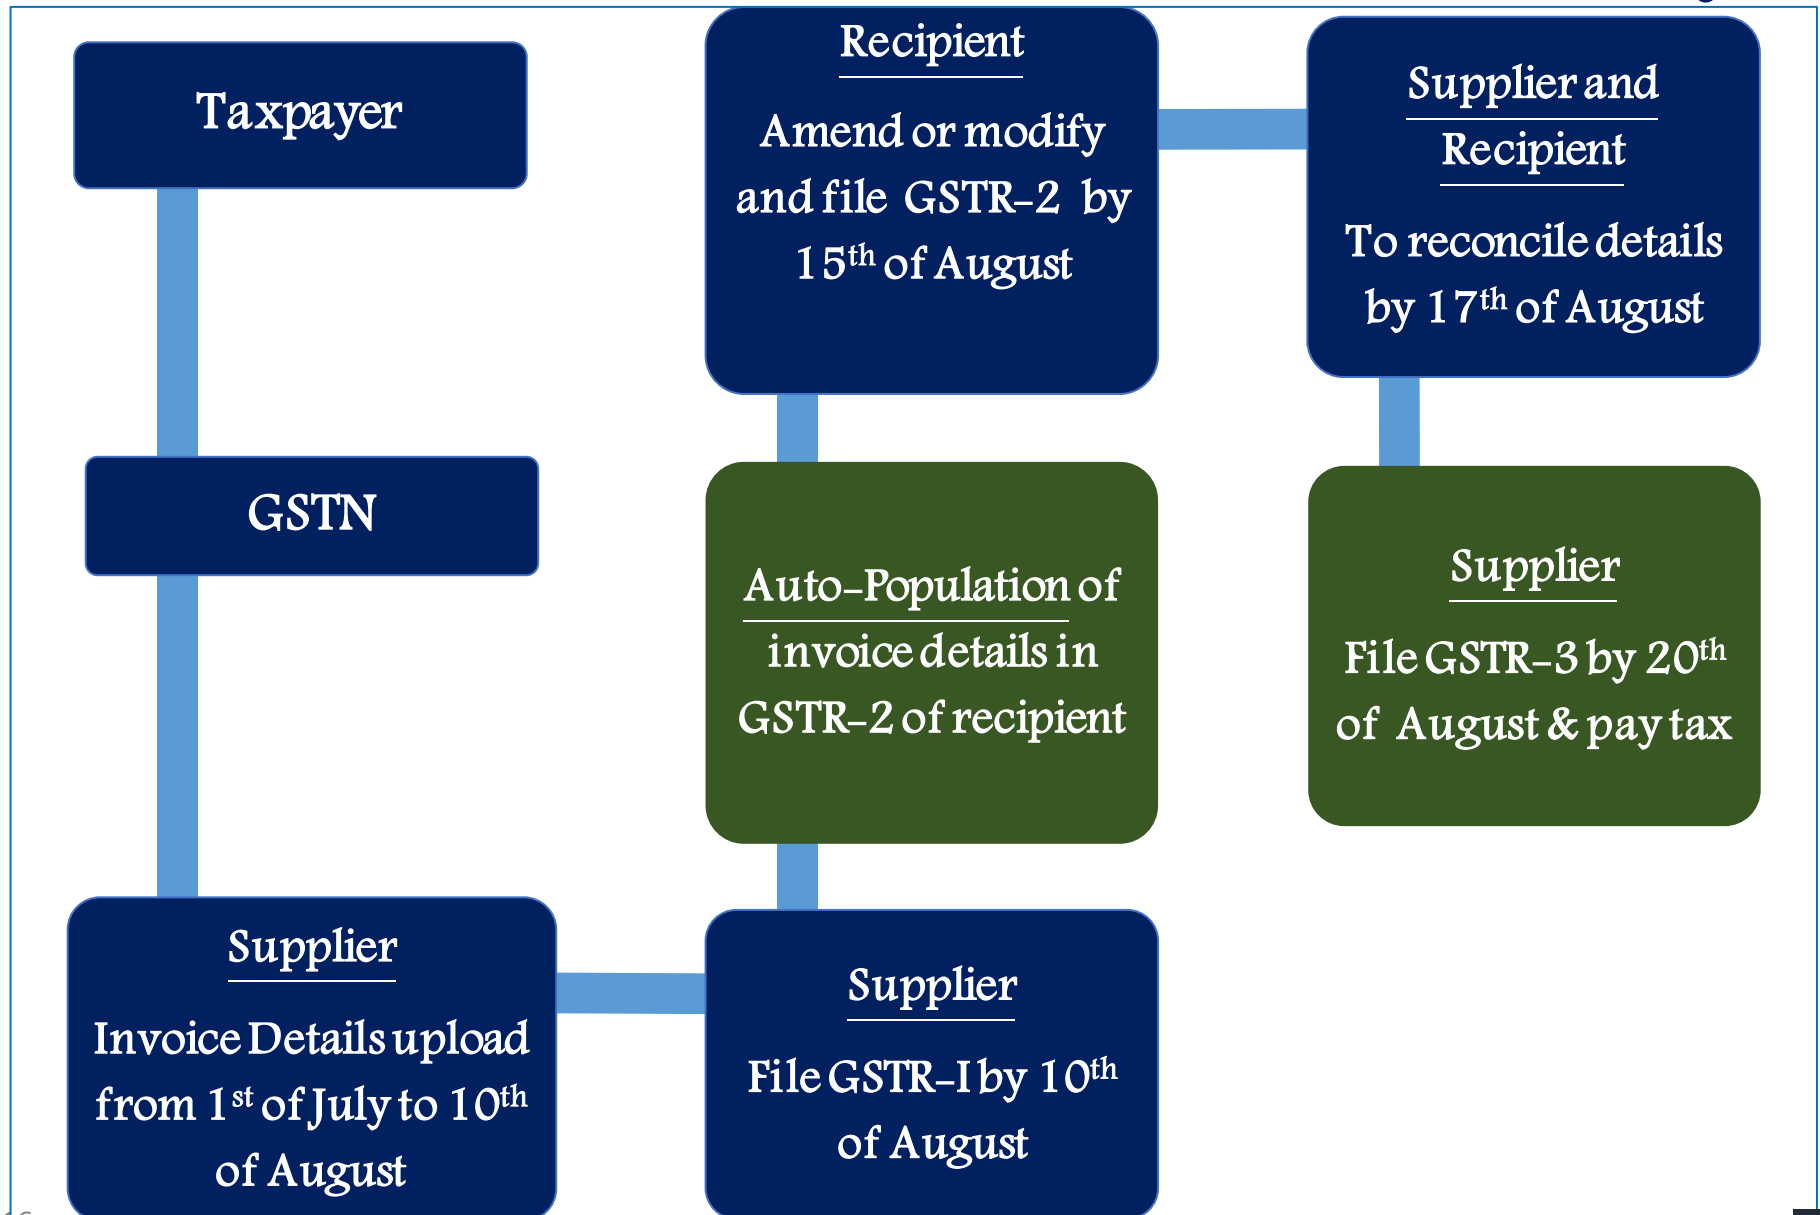 Taxpayer
GSTN
Supplier
Invoice Details upload
from 1st of July to 10th
of August
Supplier
File GSTR-I by 10th
of August
Auto-Population of
invoice details in
GSTR-2 of recipient
Recipient
Amend or modify
and file GSTR-2 by
15th of August
Supplier and
Recipient
To reconcile details
by 17th of August
Supplier
File GSTR-3 by 20th
of August & pay tax